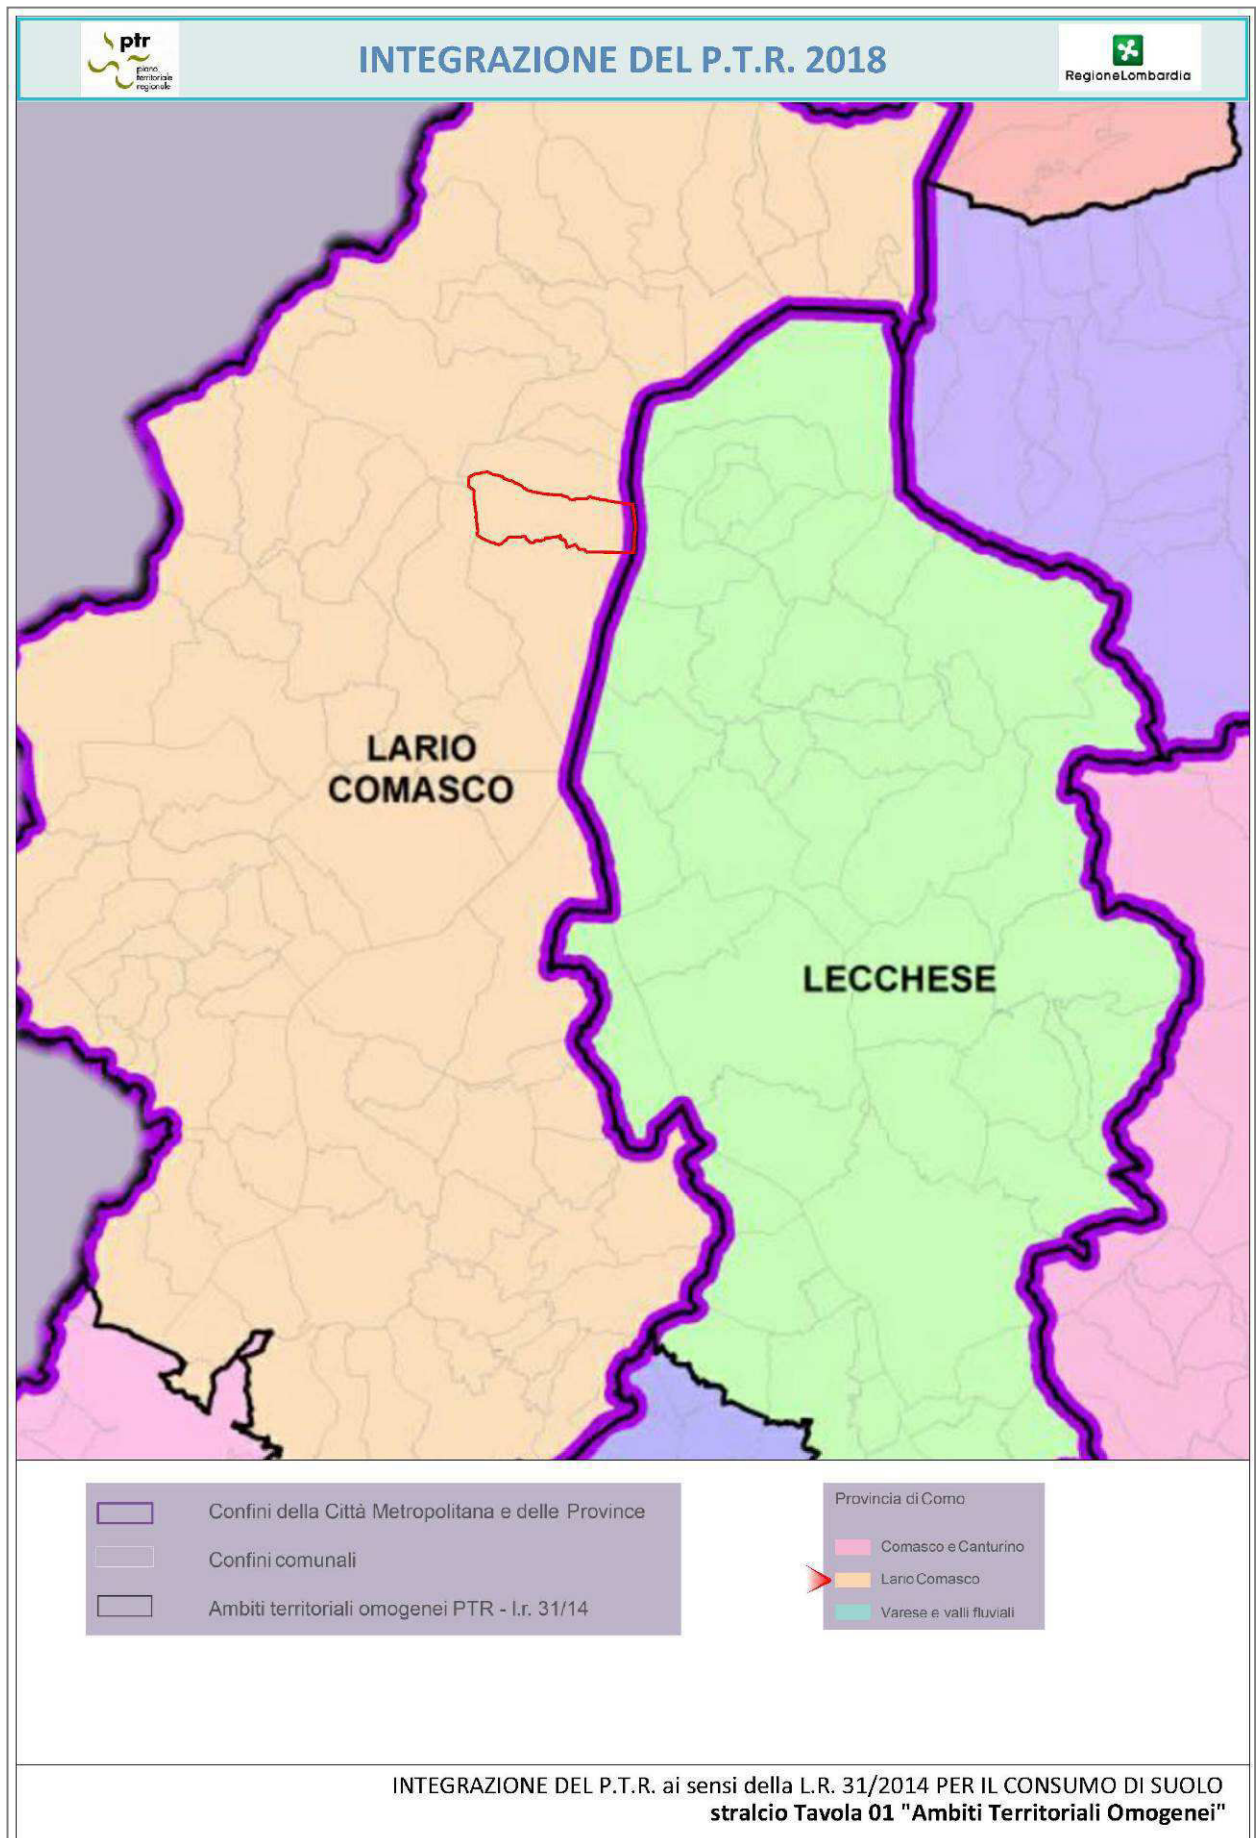 ptr
piano
territoriale
regionale
INTEGRAZIONE DEL P.T.R. 2018
RegioneLombardia
LARIO
COMASCO
LECCHESE
Confini della Città Metropolitana e delle Province
Confini comunali
Ambiti territoriali omogenei PTR - l.r. 31/14
Provincia di Como
Comasco e Canturino
Lario Comasco
Varese e valli fluviali
INTEGRAZIONE DEL P.T.R. ai sensi della L.R. 31/2014 PER IL CONSUMO DI SUOLO
stralcio Tavola 01 "Ambiti Territoriali Omogenei"